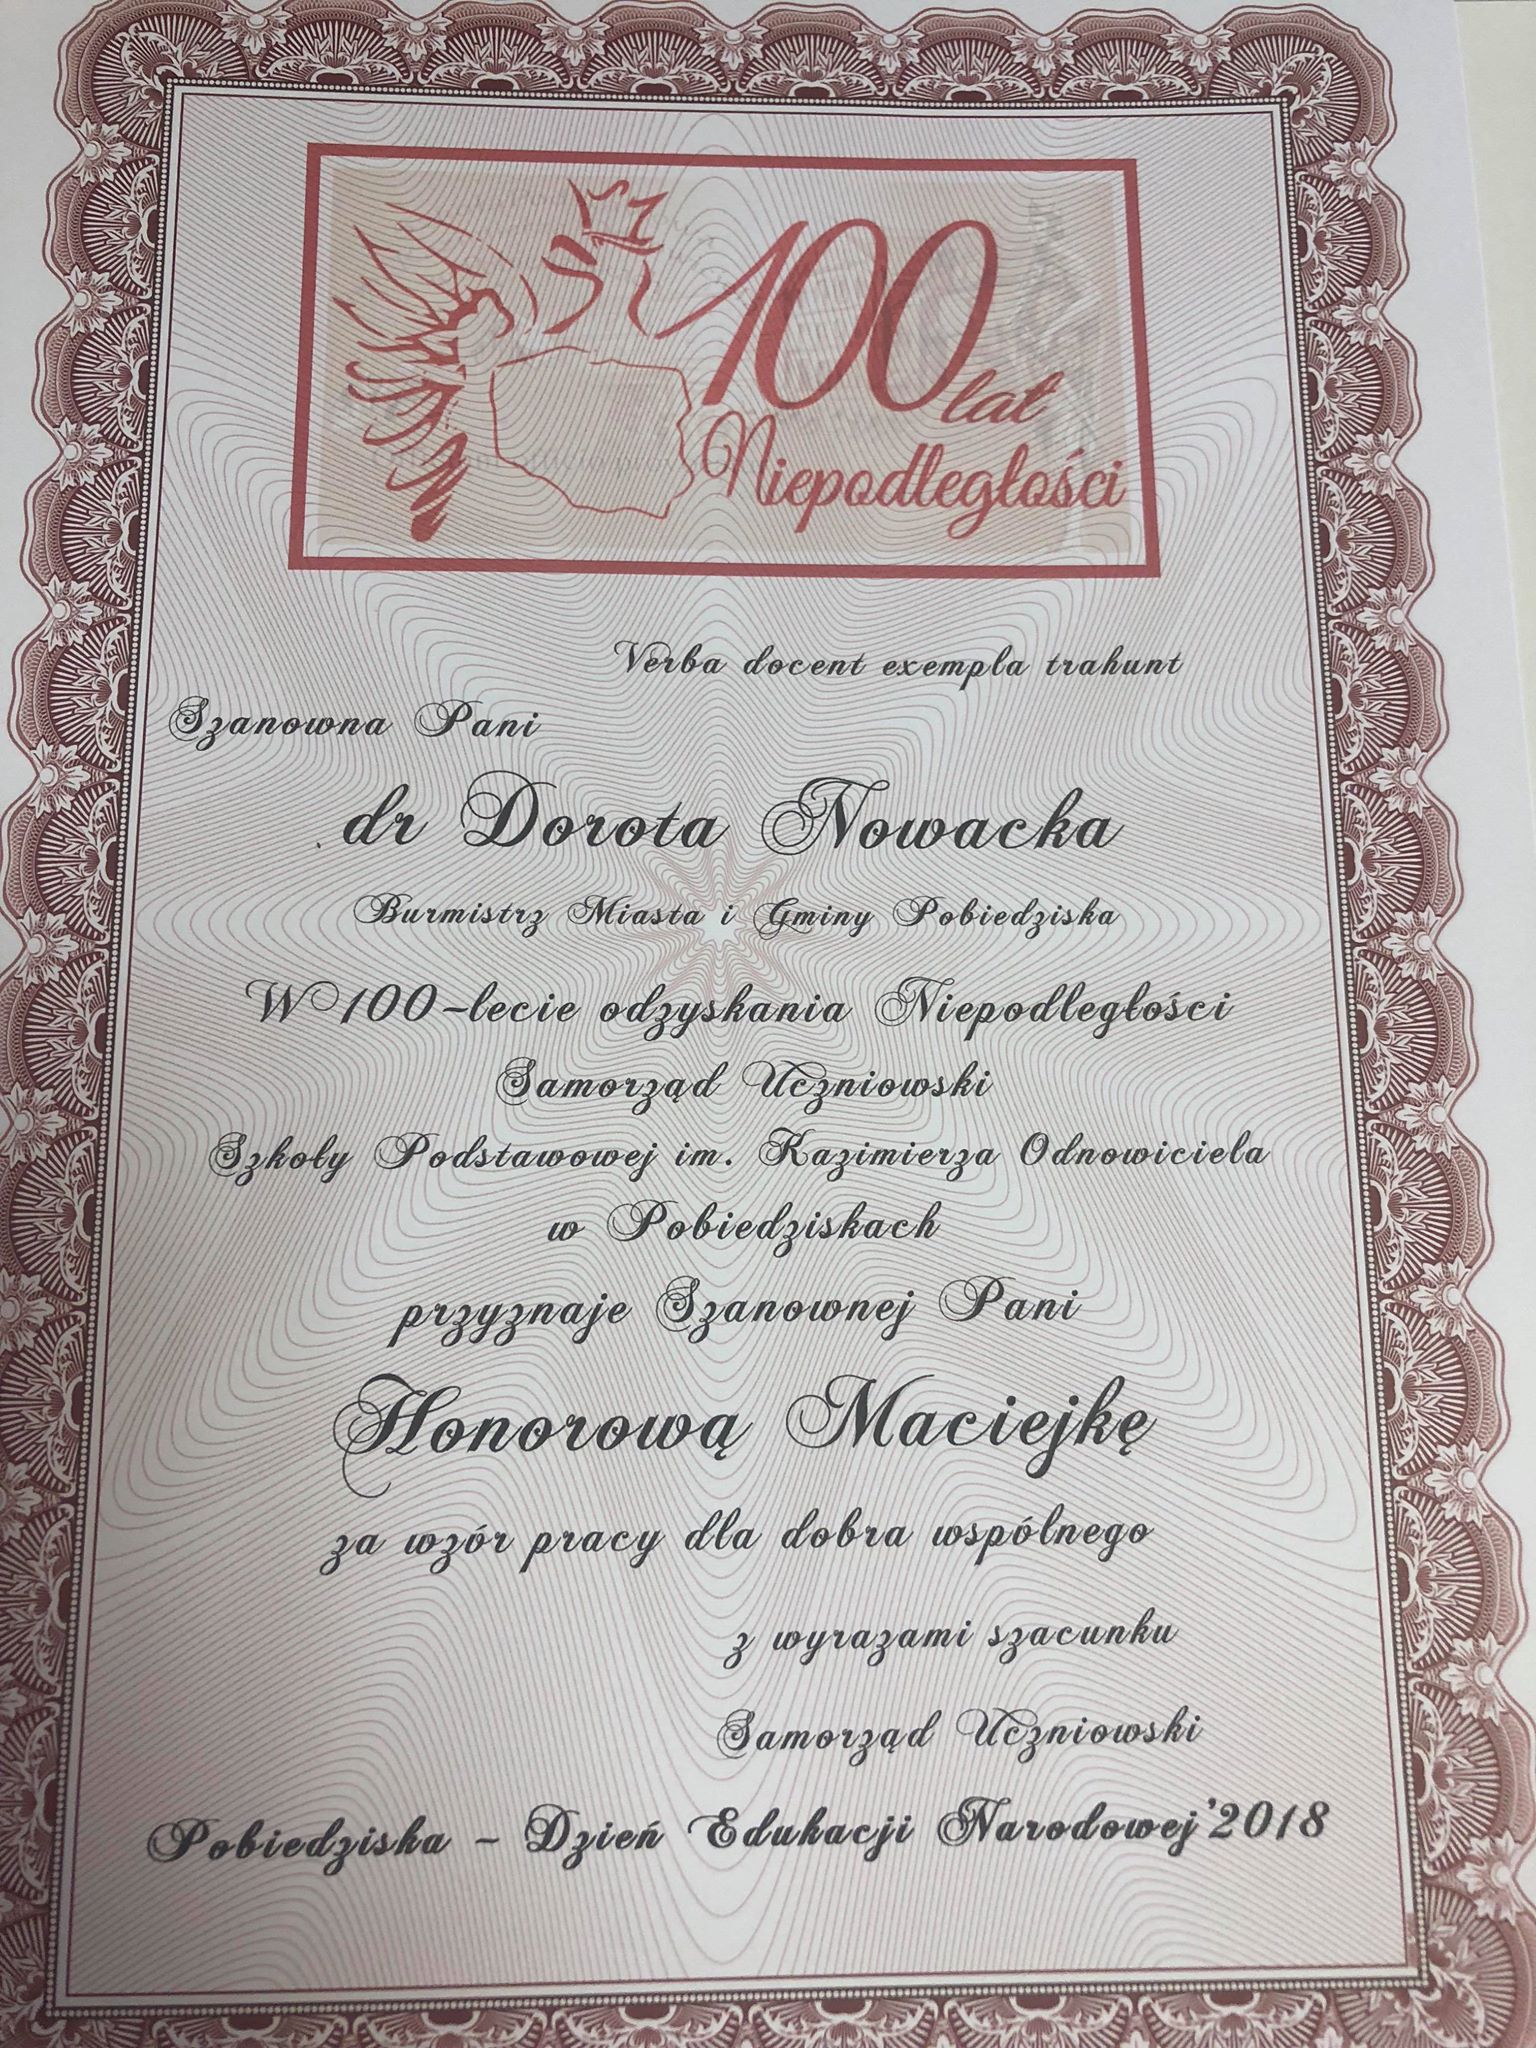 100 lat
Niepodległości
Verba docent exempla trahunt
Szanowna Pani
dr Dorota Nowacka
Burmistrz Miasta i Gminy Pobiedziska
W 100-lecie odzyskania Niepodległości
Samorząd Uczniowski
Szkoły Podstawowej im. Kazimierza Odnowiciela
w Pobiedziskach
przyznaje Szanownej Pani
Honorową Maciejkę
za wzór pracy dla dobra wspólnego
z wyrazami szacunku
Samorząd Uczniowski
Pobiedziska - Dzień Edukacji Narodowej'2018